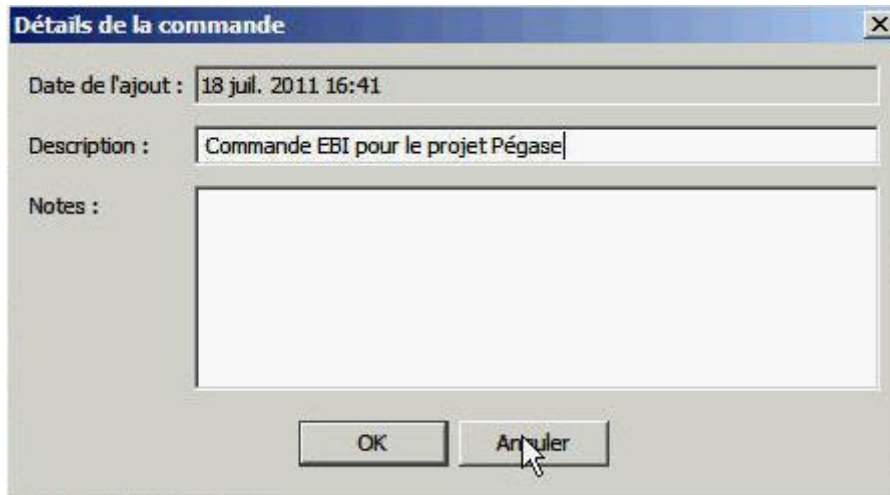 Détails de la commande
Date de l'ajout : 18 juil. 2011 16:41
Description : Commande EBI pour le projet Pégase
Notes :
OK Annuler